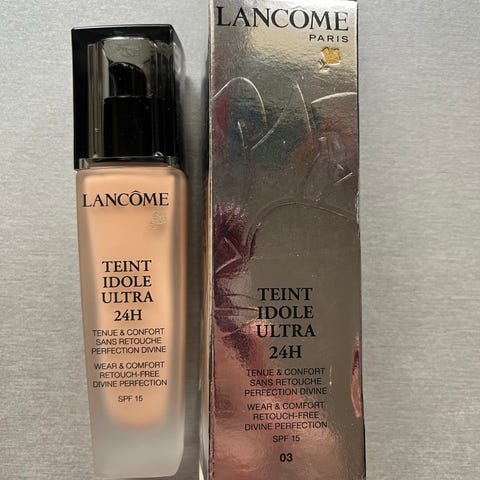 LANCÔME
TEINT
IDOLE
ULTRA
24H
TENUE & CONFORT
SANS RETOUCHE
PERFECTION DIVINE
WEAR & COMFORT
RETOUCH-FREE
DIVINE PERFECTION
SPF 15
LANCÔME
PARIS
TEINT
IDOLE
ULTRA
24H
TENUE & CONFORT
SANS RETOUCHE
PERFECTION DIVINE
WEAR & COMFORT
RETOUCH-FREE
DIVINE PERFECTION
SPF 15
03